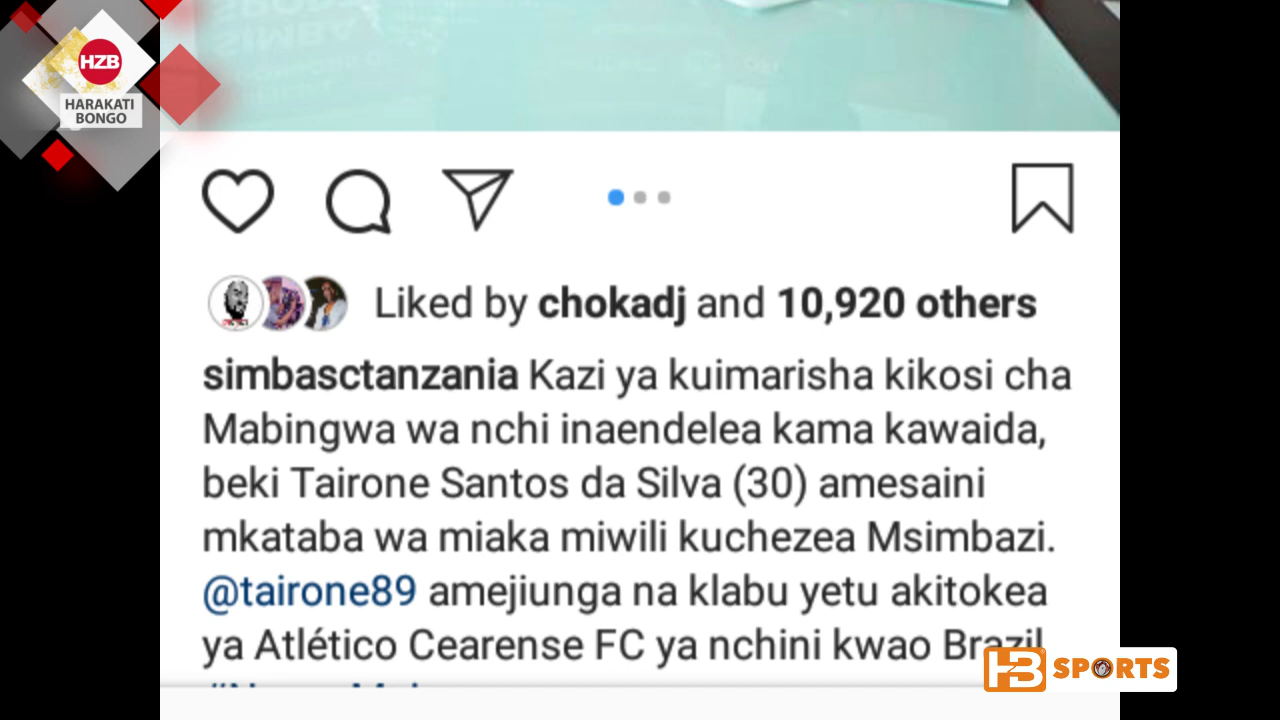 HZB
HARAKATI
BONGO
Liked by chokadj and 10,920 others
simbasctanzania Kazi ya kuimarisha kikosi cha
Mabingwa wa nchi inaendelea kama kawaida,
beki Tairone Santos da Silva (30) amesaini
mkataba wa miaka miwili kuchezea Msimbazi.
@tairone89 amejiunga na klabu yetu akitokea
ya Atlético Cearense FC ya nchini kwao Brazil
HB SPORTS